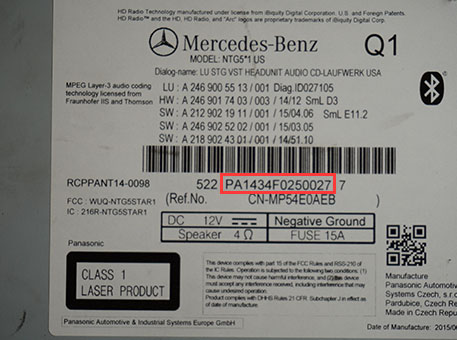 HD Radio Technology manufactured under license from iBiquity Digital Corporation. U.S. and Foreign Patents.
HD Radio™ and the HD, HD Radio, and "Arc" logos are proprietary trademarks of iBiquity Digital Corp.
Mercedes-Benz
Q1
MODEL: NTG5*1 US
Dialog-name: LU STG VST HEADUNIT AUDIO CD-LAUFWERK USA
MPEG Layer-3 audio coding
technology licensed from
Fraunhofer IIS and Thomson
LU : A 246 900 55 13 / 001 Diag.ID027105
HW : A 246 901 74 03 / 003 / 14/12 SmL D3
SW : A 212 902 19 11 / 001 / 15/04.06 SmL E11.2
SW : A 246 902 52 02 / 001 / 15/03.05
SW : A 218 902 43 01 / 001 / 14/51.10
RCPPANT14-0098
522 PA1434F0250027 7
FCC : WUQ-NTG5STAR1
IC : 216R-NTG5STAR1
(Ref.No. CN-MP54E0AEB )
DC 12V Negative Ground
Speaker 4 Ω FUSE 15A
Panasonic
CLASS 1
LASER PRODUCT
This device complies with part 15 of the FCC Rules and RSS-210 of
the IC Rules. Operation is subject to the following two conditions: (1)
This device may not cause harmful interference, and (2)this device
must accept any interference received, including interference that may
cause undesired operation.
Product complies with DHHS Rules 21 CFR Subchapter J in effect as
of date of manufacture.
Manufacture
Panasonic Automotive
Systems Czech, s.r
Pardubice, Czech R
Made in Czech Repu
Panasonic Automotive & Industrial Systems Europe GmbH
Date of Manufacture 2015/0